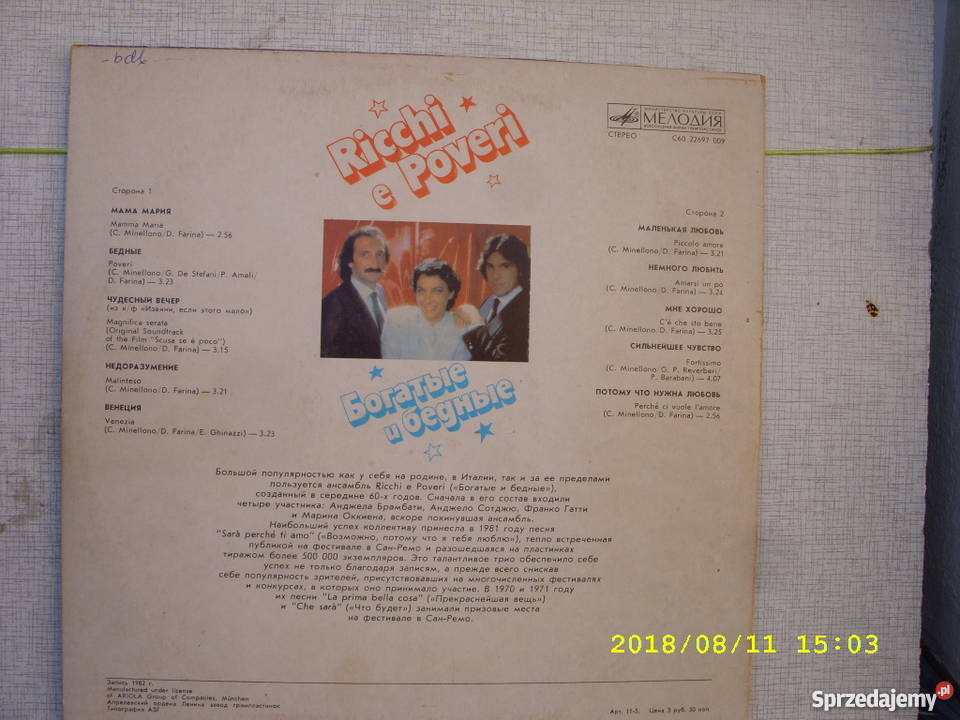 Ricchi
e Poveri
МЕЛОДИЯ
СТЕРЕО
С60 22697 009
Сторона 1
МАМА МАРИЯ
Mamma Maria
(C. Minellono/D. Farina) — 2.56
БЕДНЫЕ
Poveri
(C. Minellono/G. De Stefani/P. Ameli/
D. Farina) — 3.23
ЧУДЕСНЫЙ ВЕЧЕР
(из к/ф «Извини, если этого мало»)
Magnifica serata
(Original Soundtrack
of the Film "Scusa se è poco")
(C. Minellono/D. Farina) — 3.15
НЕДОРАЗУМЕНИЕ
Malinteso
(C. Minellono/D. Farina) — 3.21
ВЕНЕЦИЯ
Venezia
(C. Minellono/D. Farina/E. Ghinazzi) — 3.23
Сторона 2
МАЛЕНЬКАЯ ЛЮБОВЬ
Piccolo amore
(C. Minellono/D. Farina) — 3.21
НЕМНОГО ЛЮБИТЬ
Amarsi un po
(C. Minellono/D. Farina) — 3.24
МНЕ ХОРОШО
C'è che sto bene
(C. Minellono/D. Farina) — 3.25
СИЛЬНЕЙШЕЕ ЧУВСТВО
Fortissimo
(C. Minellono/G. P. Reverberi/
P. Barabani) — 4.07
ПОТОМУ ЧТО НУЖНА ЛЮБОВЬ
Perché ci vuole l'amore
(C. Minellono/D. Farina) — 2.56
Богатые
и бедные
Большой популярностью как у себя на родине, в Италии, так и за ее пределами
пользуется ансамбль Ricchi e Poveri («Богатые и бедные»),
созданный в середине 60-х годов. Сначала в его состав входили
четыре участника: Анджела Брамбати, Анджело Сотджю, Франко Гатти
и Марина Оккиена, вскоре покинувшая ансамбль.
Наибольший успех коллективу принесла в 1981 году песня
"Sarà perché ti amo" («Возможно, потому что я тебя люблю»), тепло встреченная
публикой на фестивале в Сан-Ремо и разошедшаяся на пластинках
тиражом более 500 000 экземпляров. Это талантливое трио обеспечило себе
успех не только благодаря записям, а прежде всего снискав
себе популярность зрителей, присутствовавших на многочисленных фестивалях
и конкурсах, в которых оно принимало участие. В 1970 и 1971 году
их песни "La prima bella cosa" («Прекраснейшая вещь»)
и "Che sarà" («Что будет») занимали призовые места
на фестивале в Сан-Ремо.
2018/08/11 15:03
Запись 1982 г.
Manufactured under license
of ARIOLA Group of Companies, München
Апрелевский ордена Ленина завод грампластинок
Типография АЗГ
Арт. 11-5. Цена 3 руб. 50 коп.
Sprzedajemy.pl